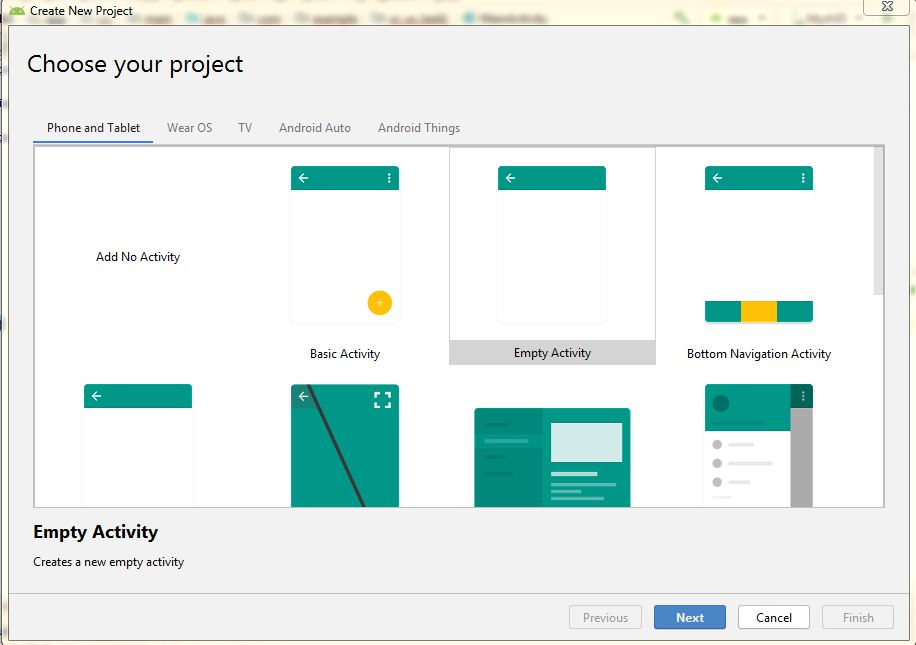 Create New Project
Choose your project
Phone and Tablet Wear OS TV Android Auto Android Things
Add No Activity
Basic Activity
Empty Activity
Bottom Navigation Activity
Empty Activity
Creates a new empty activity
Previous Next Cancel Finish